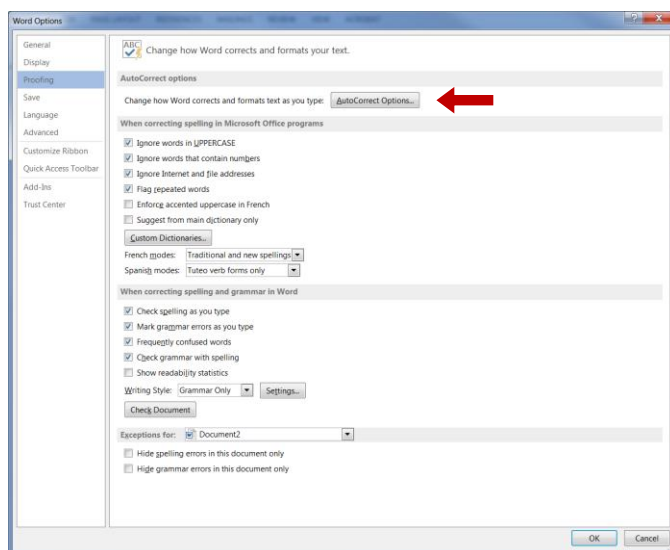 Word Options
General
Display
Proofing
Save
Language
Advanced
Customize Ribbon
Quick Access Toolbar
Add-Ins
Trust Center
ABC
Change how Word corrects and formats your text.
AutoCorrect options
Change how Word corrects and formats text as you type: AutoCorrect Options...
When correcting spelling in Microsoft Office programs
Ignore words in UPPERCASE
Ignore words that contain numbers
Ignore Internet and file addresses
Flag repeated words
Enforce accented uppercase in French
Suggest from main dictionary only
Custom Dictionaries...
French modes: Traditional and new spellings
Spanish modes: Tuteo verb forms only
When correcting spelling and grammar in Word
Check spelling as you type
Mark grammar errors as you type
Frequently confused words
Check grammar with spelling
Show readability statistics
Writing Style: Grammar Only Settings...
Check Document
Exceptions for: Document2
Hide spelling errors in this document only
Hide grammar errors in this document only
OK Cancel